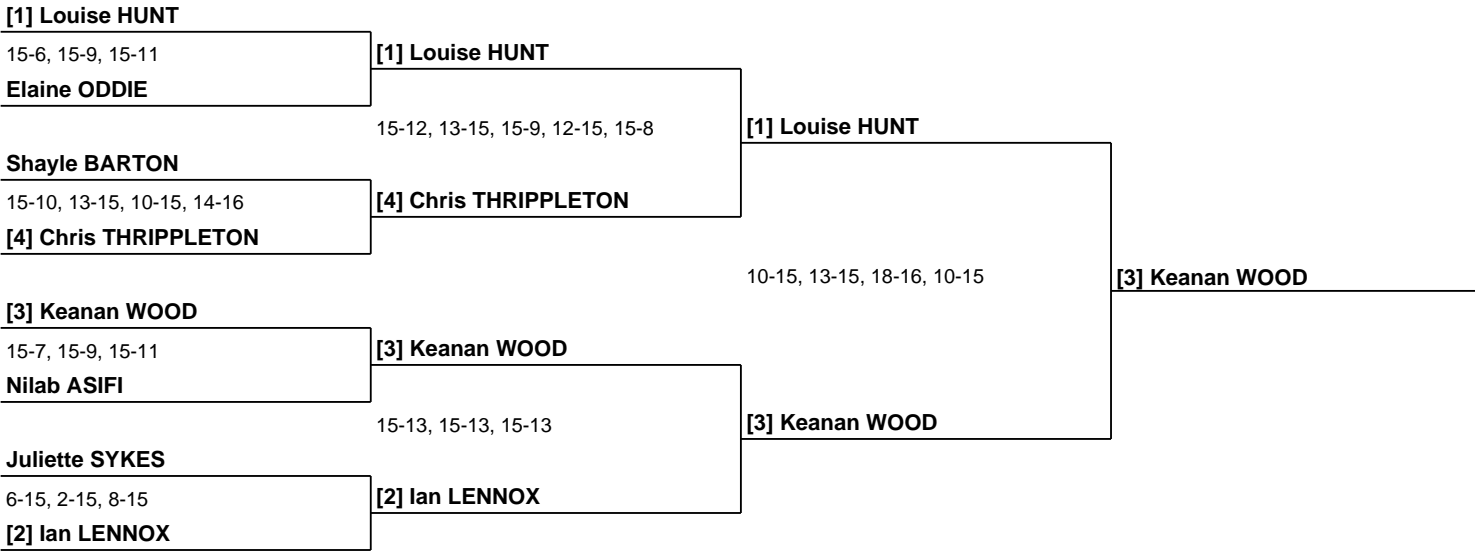 [1] Louise HUNT
15-6, 15-9, 15-11
Elaine ODDIE
Shayle BARTON
15-10, 13-15, 10-15, 14-16
[4] Chris THRIPPLETON
[3] Keanan WOOD
15-7, 15-9, 15-11
Nilab ASIFI
Juliette SYKES
6-15, 2-15, 8-15
[2] Ian LENNOX
[1] Louise HUNT
15-12, 13-15, 15-9, 12-15, 15-8
[4] Chris THRIPPLETON
[3] Keanan WOOD
15-13, 15-13, 15-13
[2] Ian LENNOX
[1] Louise HUNT
10-15, 13-15, 18-16, 10-15
[3] Keanan WOOD
[3] Keanan WOOD